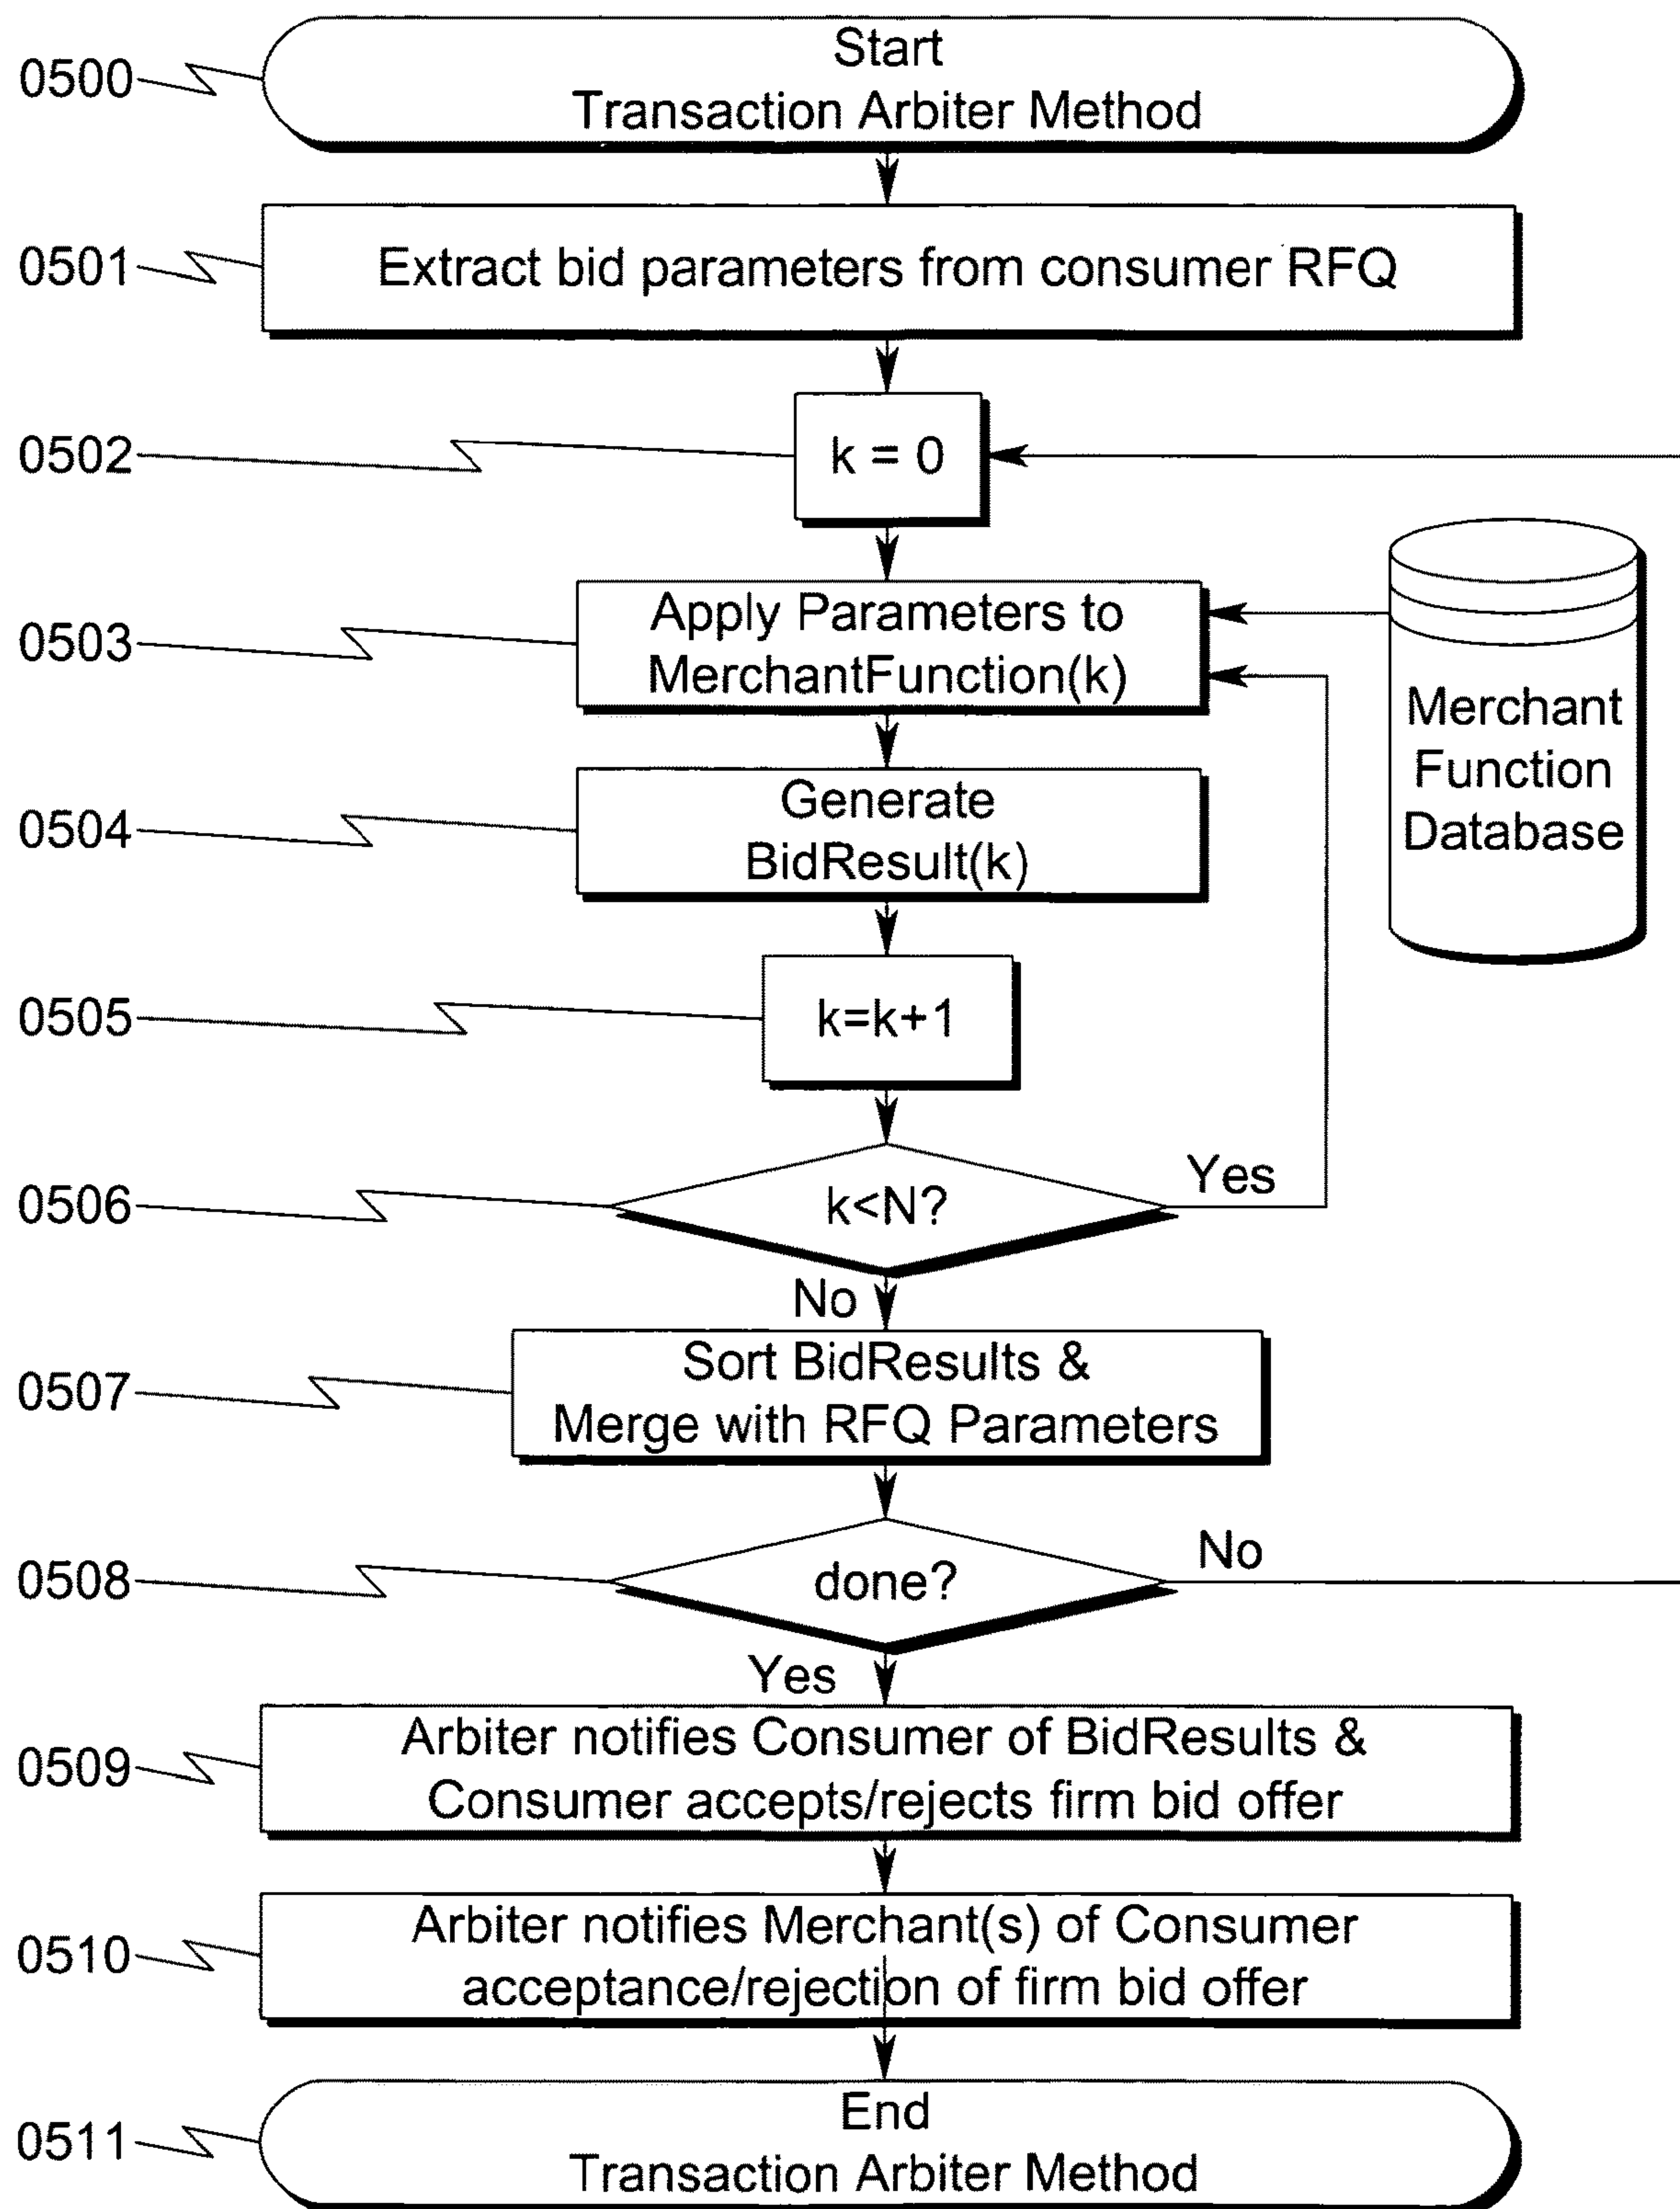 0500
Start
Transaction Arbiter Method
0501
Extract bid parameters from consumer RFQ
0502
k = 0
0503
Apply Parameters to
MerchantFunction(k)
Merchant
Function
Database
0504
Generate
BidResult(k)
0505
k=k+1
0506
k<N?
Yes
No
0507
Sort BidResults &
Merge with RFQ Parameters
0508
done?
No
Yes
0509
Arbiter notifies Consumer of BidResults &
Consumer accepts/rejects firm bid offer
0510
Arbiter notifies Merchant(s) of Consumer
acceptance/rejection of firm bid offer
0511
End
Transaction Arbiter Method